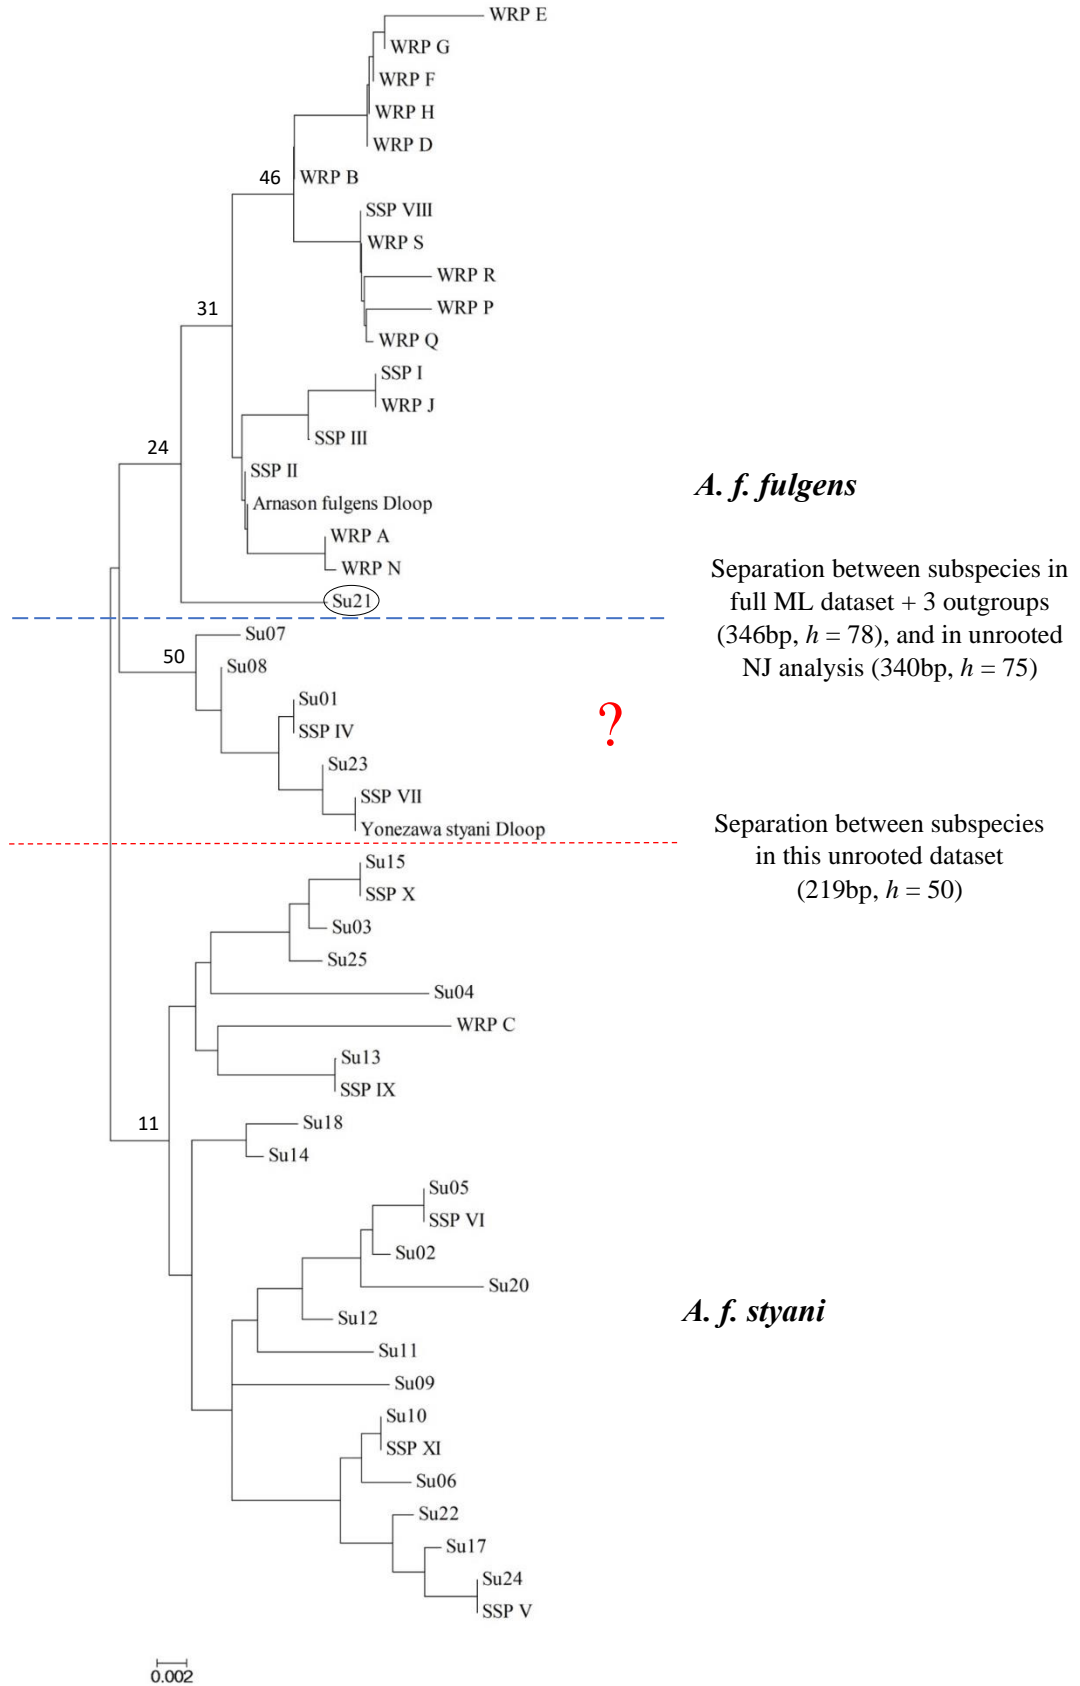 WRP E
WRP G
WRP F
WRP H
WRP D
46
WRP B
SSP VIII
WRP S
WRP R
31
WRP P
WRP Q
SSP I
WRP J
SSP III
24
SSP II
A. f. fulgens
Arnason fulgens Dloop
WRP A
WRP N
Separation between subspecies in
full ML dataset + 3 outgroups
(346bp, h = 78), and in unrooted
NJ analysis (340bp, h = 75)
Su21
Su07
50
Su08
Su01
SSP IV
?
Su23
SSP VII
Yonezawa styani Dloop
Separation between subspecies
in this unrooted dataset
(219bp, h = 50)
Su15
SSP X
Su03
Su25
Su04
WRP C
Su13
SSP IX
11
Su18
Su14
Su05
SSP VI
Su02
Su20
A. f. styani
Su12
Su11
Su09
Su10
SSP XI
Su06
Su22
Su17
Su24
SSP V
0.002